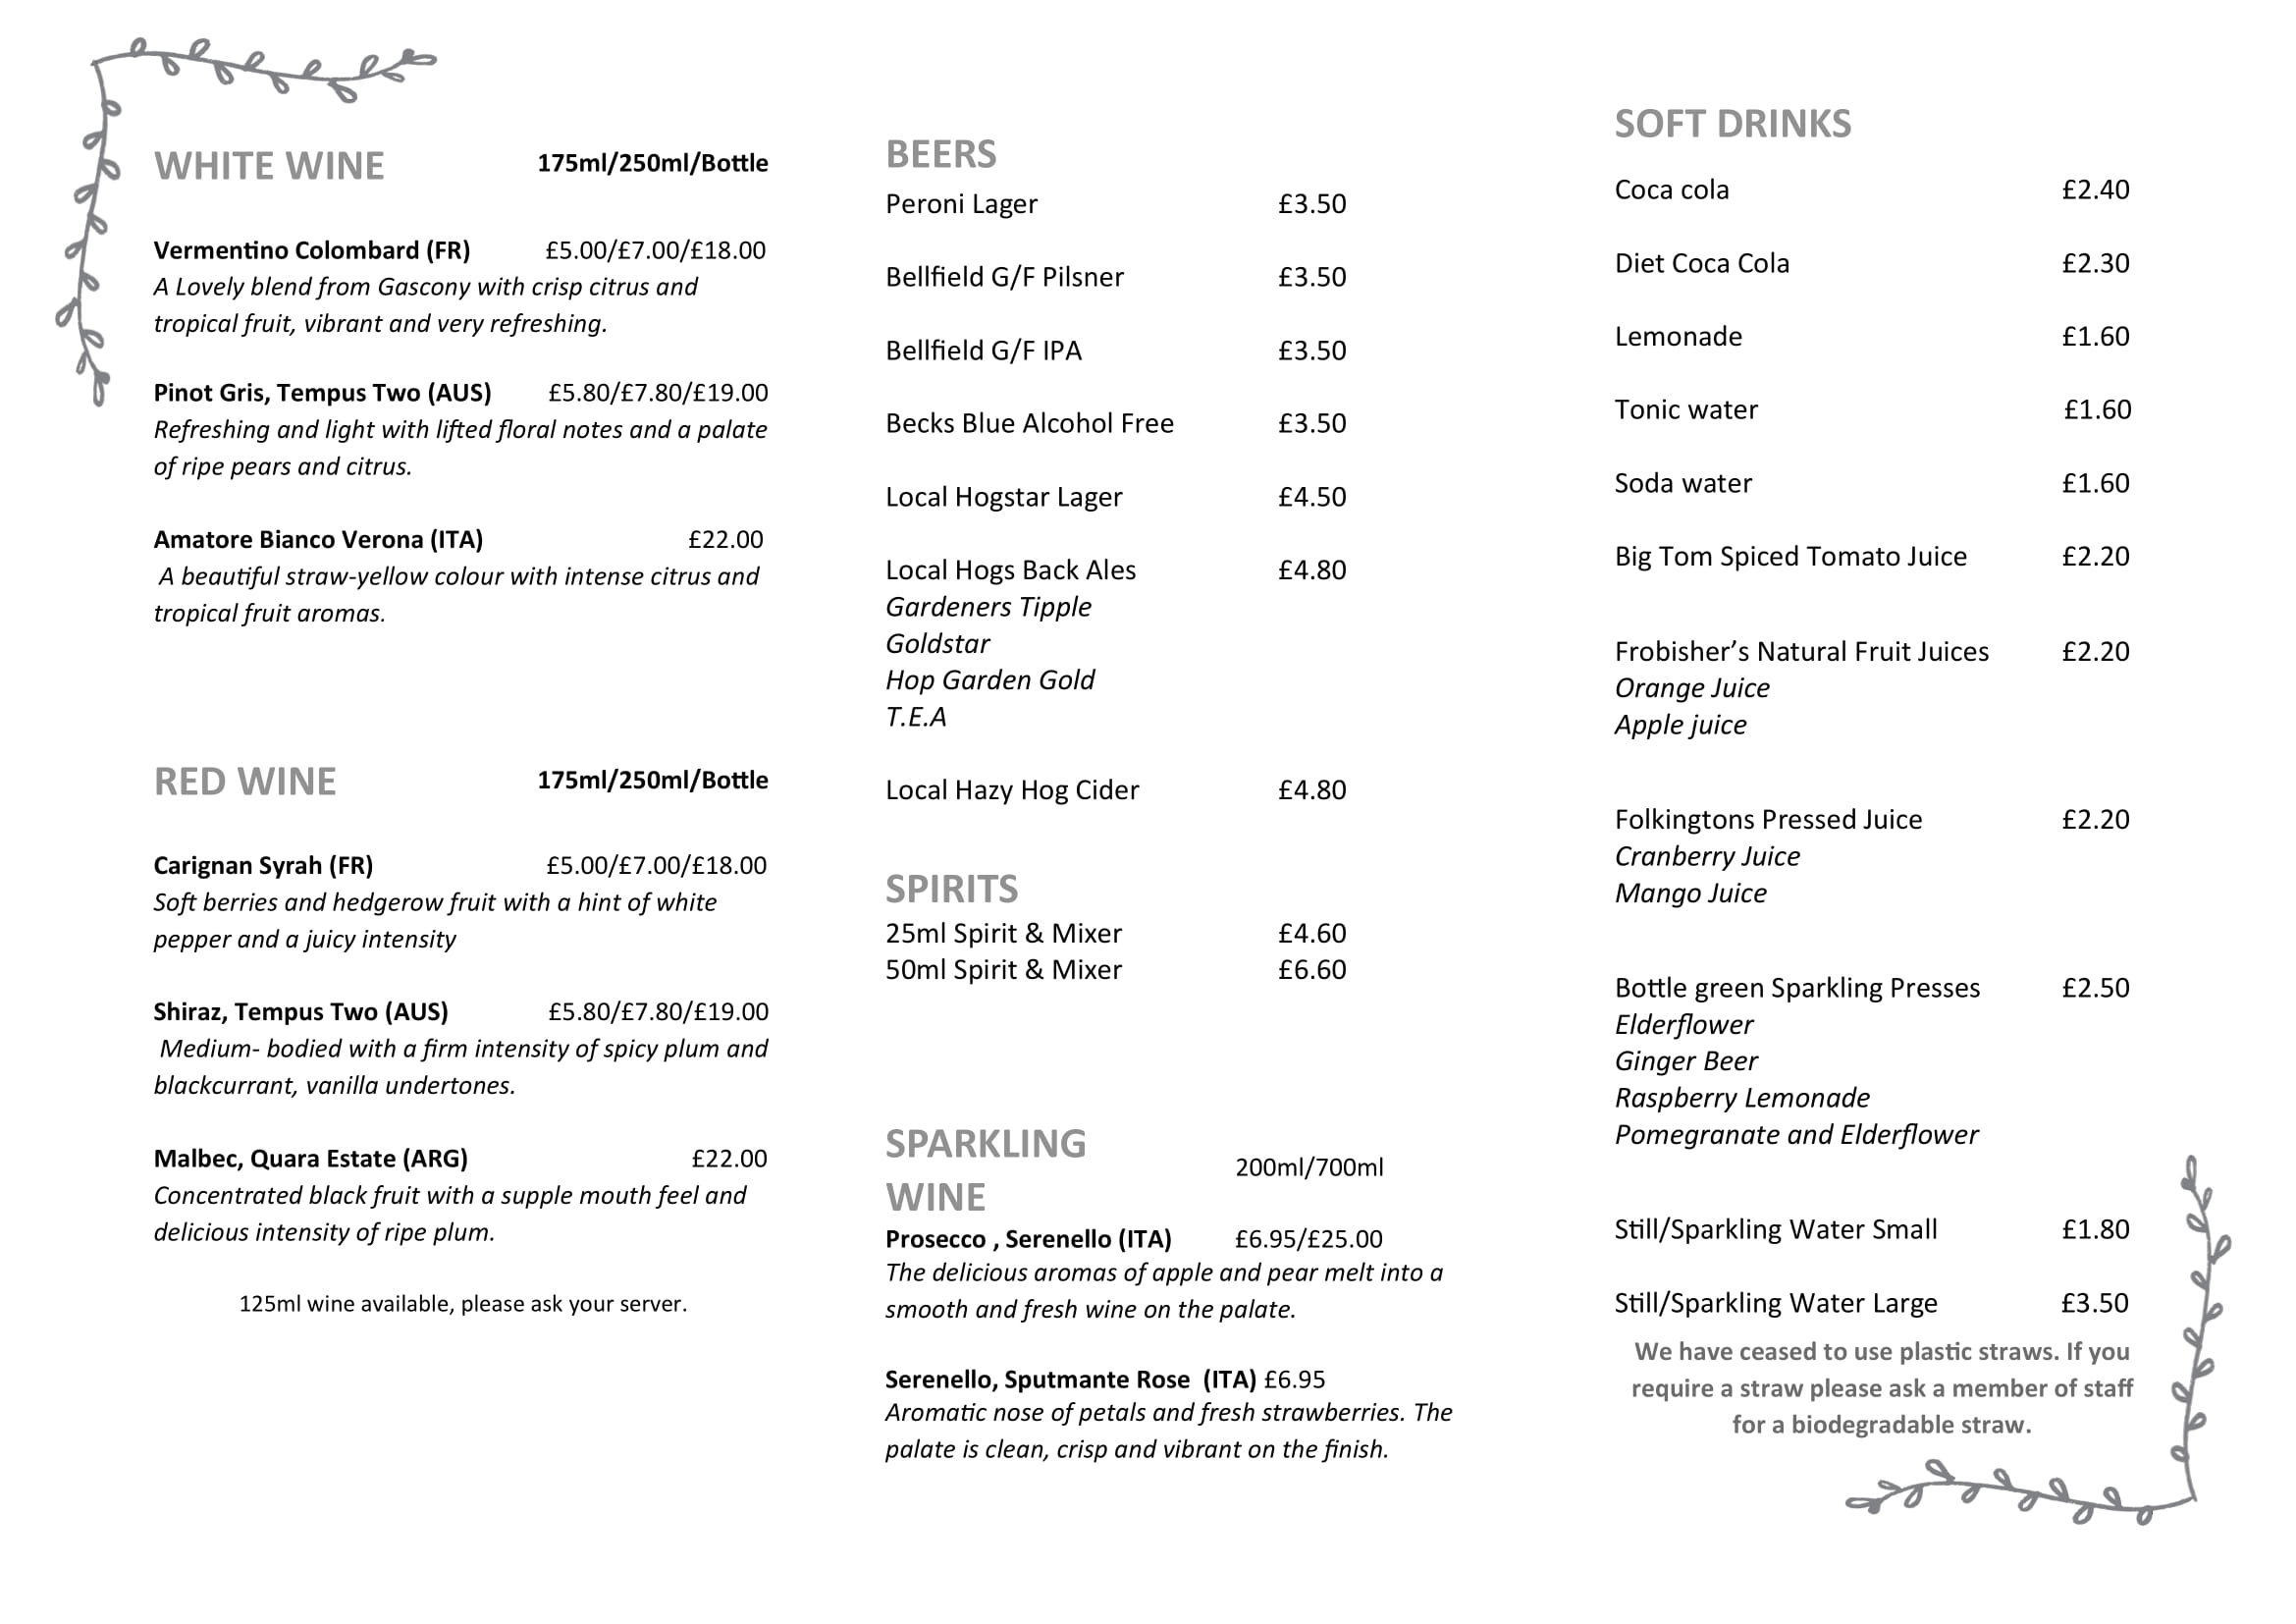 WHITE WINE 175ml/250ml/Bottle
Vermentino Colombard (FR) £5.00/£7.00/£18.00
A Lovely blend from Gascony with crisp citrus and
tropical fruit, vibrant and very refreshing.
Pinot Gris, Tempus Two (AUS) £5.80/£7.80/£19.00
Refreshing and light with lifted floral notes and a palate
of ripe pears and citrus.
Amatore Bianco Verona (ITA) £22.00
A beautiful straw-yellow colour with intense citrus and
tropical fruit aromas.
RED WINE 175ml/250ml/Bottle
Carignan Syrah (FR) £5.00/£7.00/£18.00
Soft berries and hedgerow fruit with a hint of white
pepper and a juicy intensity
Shiraz, Tempus Two (AUS) £5.80/£7.80/£19.00
Medium- bodied with a firm intensity of spicy plum and
blackcurrant, vanilla undertones.
Malbec, Quara Estate (ARG) £22.00
Concentrated black fruit with a supple mouth feel and
delicious intensity of ripe plum.
125ml wine available, please ask your server.
BEERS
Peroni Lager £3.50
Bellfield G/F Pilsner £3.50
Bellfield G/F IPA £3.50
Becks Blue Alcohol Free £3.50
Local Hogstar Lager £4.50
Local Hogs Back Ales £4.80
Gardeners Tipple
Goldstar
Hop Garden Gold
T.E.A
Local Hazy Hog Cider £4.80
SPIRITS
25ml Spirit & Mixer £4.60
50ml Spirit & Mixer £6.60
SPARKLING
WINE 200ml/700ml
Prosecco , Serenello (ITA) £6.95/£25.00
The delicious aromas of apple and pear melt into a
smooth and fresh wine on the palate.
Serenello, Sputmante Rose (ITA) £6.95
Aromatic nose of petals and fresh strawberries. The
palate is clean, crisp and vibrant on the finish.
SOFT DRINKS
Coca cola £2.40
Diet Coca Cola £2.30
Lemonade £1.60
Tonic water £1.60
Soda water £1.60
Big Tom Spiced Tomato Juice £2.20
Frobisher’s Natural Fruit Juices £2.20
Orange Juice
Apple juice
Folkingtons Pressed Juice £2.20
Cranberry Juice
Mango Juice
Bottle green Sparkling Presses £2.50
Elderflower
Ginger Beer
Raspberry Lemonade
Pomegranate and Elderflower
Still/Sparkling Water Small £1.80
Still/Sparkling Water Large £3.50
We have ceased to use plastic straws. If you
require a straw please ask a member of staff
for a biodegradable straw.